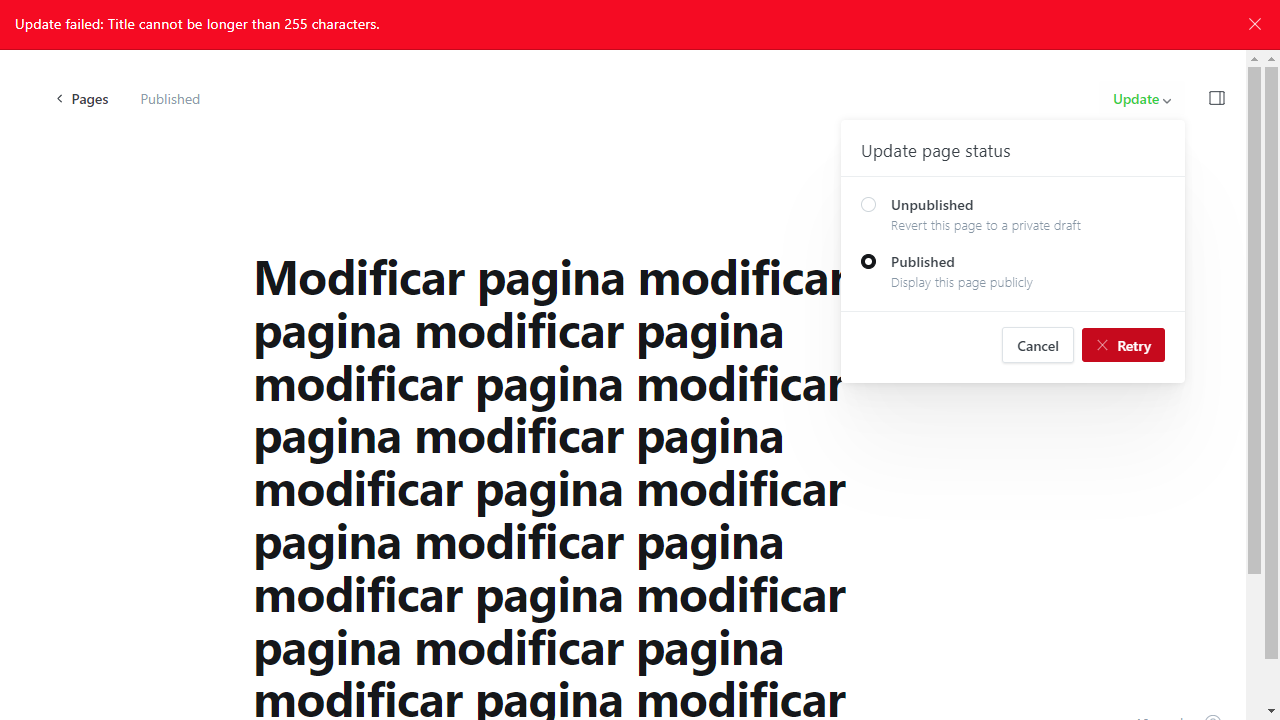 Update failed: Title cannot be longer than 255 characters.
Pages
Published
Update
Update page status
Unpublished
Revert this page to a private draft
Published
Display this page publicly
Cancel
Retry
Modificar pagina modificar
pagina modificar pagina
modificar pagina modificar
pagina modificar pagina
modificar pagina modificar
pagina modificar pagina
modificar pagina modificar
pagina modificar pagina
modificar pagina modificar